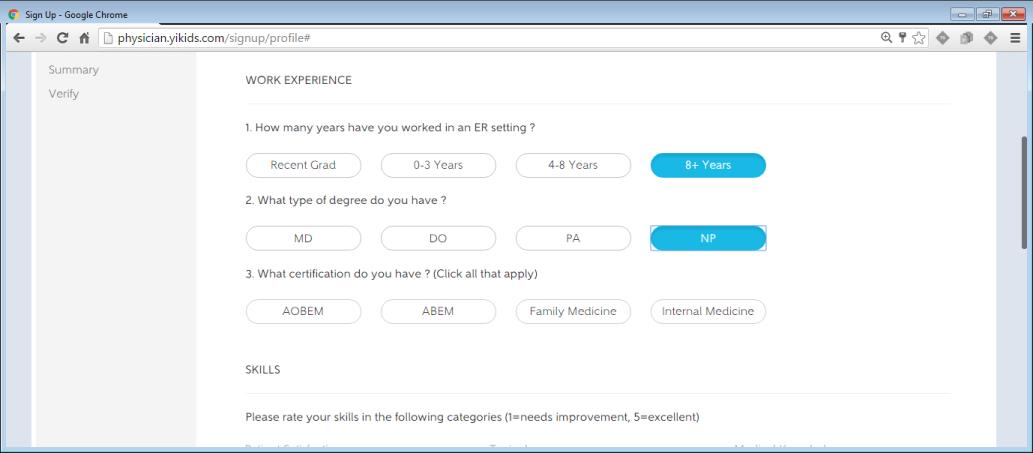 Sign Up - Google Chrome
physician.yikids.com/signup/profile#
Summary
Verify
WORK EXPERIENCE
1. How many years have you worked in an ER setting ?
Recent Grad 0-3 Years 4-8 Years 8+ Years
2. What type of degree do you have ?
MD DO PA NP
3. What certification do you have ? (Click all that apply)
AOBEM ABEM Family Medicine Internal Medicine
SKILLS
Please rate your skills in the following categories (1=needs improvement, 5=excellent)